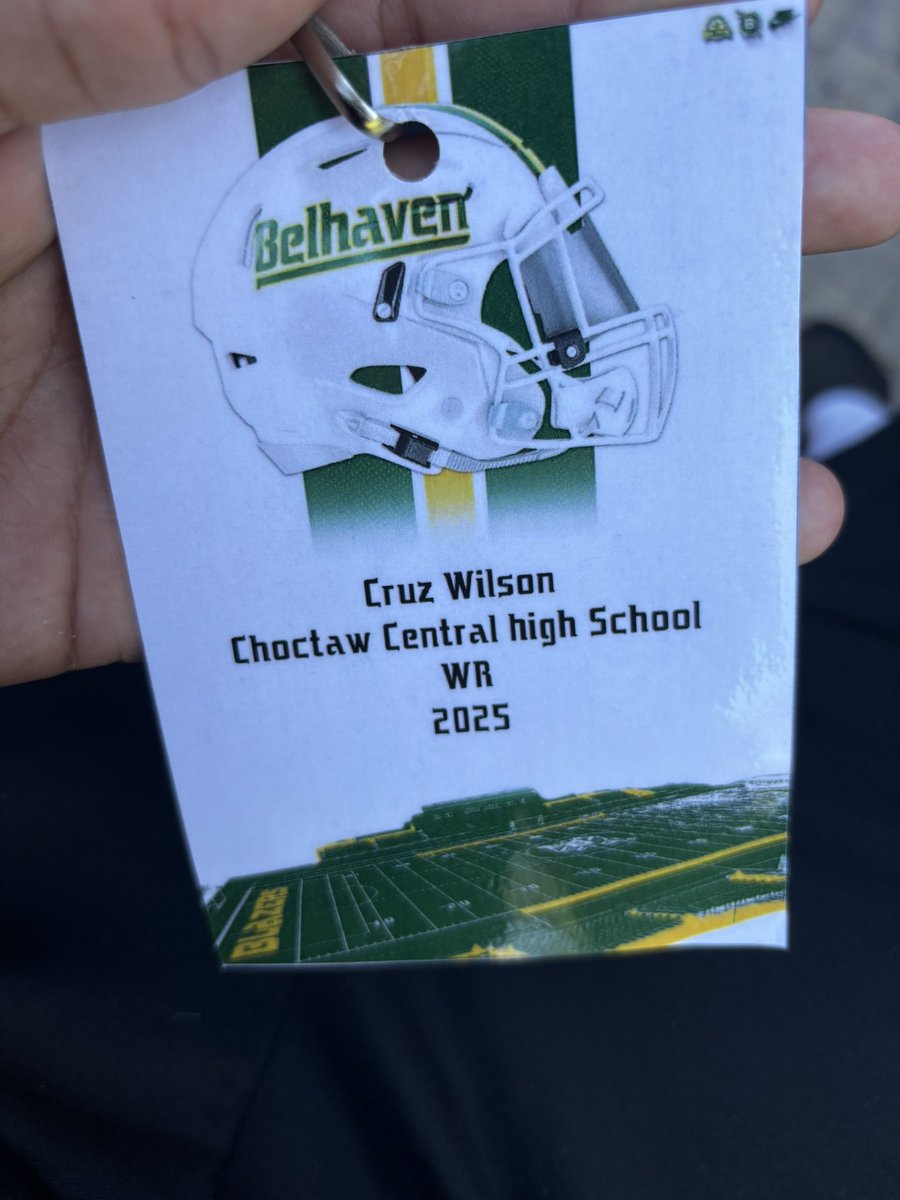 Belhaven
Cruz Wilson
Choctaw Central high School
WR
2025
BLAZERS